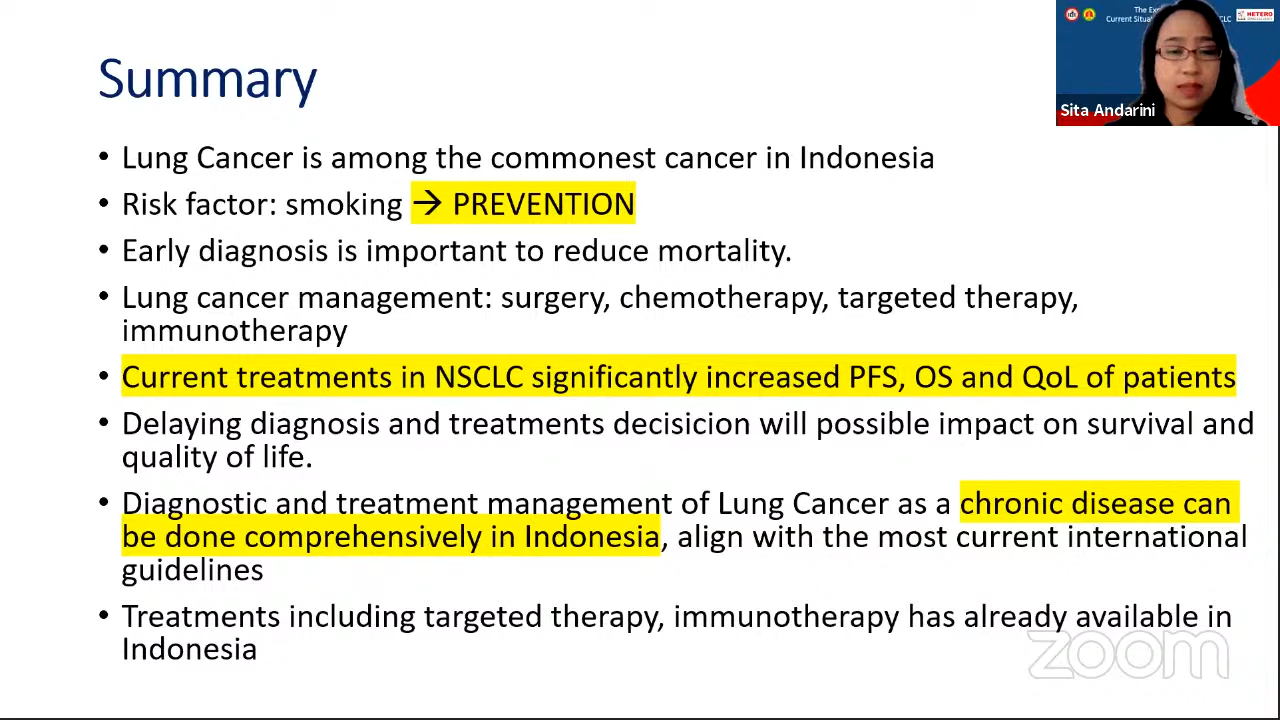 Summary
• Lung Cancer is among the commonest cancer in Indonesia
• Risk factor: smoking → PREVENTION
• Early diagnosis is important to reduce mortality.
• Lung cancer management: surgery, chemotherapy, targeted therapy,
immunotherapy
• Current treatments in NSCLC significantly increased PFS, OS and QoL of patients
• Delaying diagnosis and treatments decisicion will possible impact on survival and
quality of life.
• Diagnostic and treatment management of Lung Cancer as a chronic disease can
be done comprehensively in Indonesia, align with the most current international
guidelines
• Treatments including targeted therapy, immunotherapy has already available in
Indonesia
The
Current
HETERO
Sita Andarini
zoom